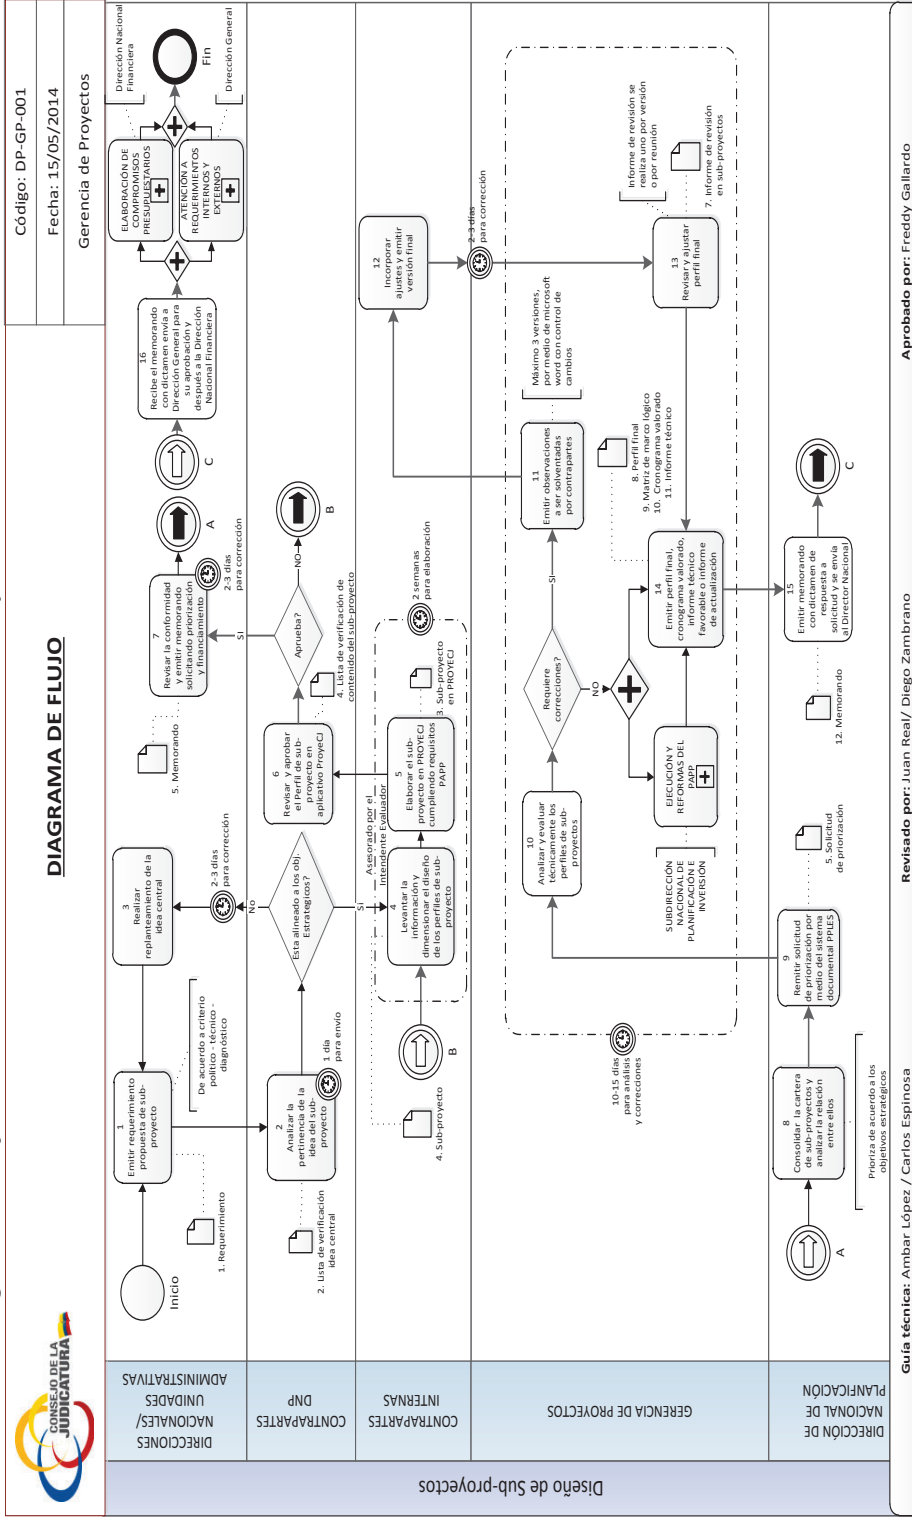 CONSEJO DE LA
JUDICATURA
DIAGRAMA DE FLUJO
Código: DP-GP-001
Fecha: 15/05/2014
Gerencia de Proyectos
Diseño de Sub-proyectos
DIRECCIONES
NACIONALES/
UNIDADES
ADMINISTRATIVAS
Inicio
1
Emitir requerimiento
propuesta de sub-
proyecto
1. Requerimiento
De acuerdo a criterio
político - técnico -
diagnóstico
3
Realizar
replanteamiento de la
idea central
2-3 días
para corrección
5. Memorando
7
Revisar la conformidad
y emitir memorando
solicitando priorización
y financiamiento
2-3 días
para corrección
A
C
16
Recibe el memorando
con dictamen envía a
Dirección General para
su aprobación y
después a la Dirección
Nacional Financiera
ELABORACIÓN DE
COMPROMISOS
PRESUPUESTARIOS
ATENCIÓN A
REQUERIMIENTOS
INTERNOS Y
EXTERNOS
Dirección Nacional
Financiera
Dirección General
Fin
CONTRAPARTES
DNP
2
Analizar la
pertinencia de la
idea del sub-
proyecto
1 día
para envío
2. Lista de verificación
idea central
Esta alineado a los obj.
Estrategicos?
No
Sí
6
Revisar y aprobar
el Perfil de sub-
proyecto en
aplicativo ProyeCJ
4. Lista de verificación de
contenido del sub-proyecto
Aprueba?
SI
NO
B
CONTRAPARTES
INTERNAS
4. Sub-proyecto
B
Asesorado por el
Intendente Evaluador
4
Levantar la
información y
dimensionar el diseño
de los perfiles de sub-
proyecto
5
Elaborar el sub-
proyecto en PROYECJ
cumpliendo requisitos
PAPP
3. Sub-proyecto
en PROYECJ
2 semanas
para elaboración
12
Incorporar
ajustes y emitir
versión final
2-3 días
para corrección
GERENCIA DE PROYECTOS
10-15 días
para análisis
y correcciones
10
Analizar y evaluar
técnicamente los
perfiles de sub-
proyectos
Requiere
correcciones?
SI
NO
11
Emitir observaciones
a ser solventadas
por contrapartes
Máximo 3 versiones,
por medio de microsoft
word con control de
cambios
SUBDIRECCIÓN
NACIONAL DE
PLANIFICACIÓN E
INVERSIÓN
EJECUCIÓN Y
REFORMAS DEL
PAPP
14
Emitir perfil final,
cronograma valorado,
informe técnico
favorable o informe
de actualización
8. Perfil final
9. Matriz de marco lógico
10. Cronograma valorado
11. Informe técnico
13
Revisar y ajustar
perfil final
Informe de revisión se
realiza uno por versión
o por reunión
7. Informe de revisión
en sub-proyectos
DIRECCIÓN DE
NACIONAL DE
PLANIFICACIÓN
A
8
Consolidar la cartera
de sub-proyectos y
analizar la relación
entre ellos
Prioriza de acuerdo a los
objetivos estratégicos
9
Remitir solicitud
de priorización por
medio del sistema
documental PPLES
5. Solicitud
de priorización
12. Memorando
15
Emitir memorando
con dictamen de
respuesta a
solicitud y se envía
al Director Nacional
C
Guía técnica: Ambar López / Carlos Espinosa
Revisado por: Juan Real/ Diego Zambrano
Aprobado por: Freddy Gallardo